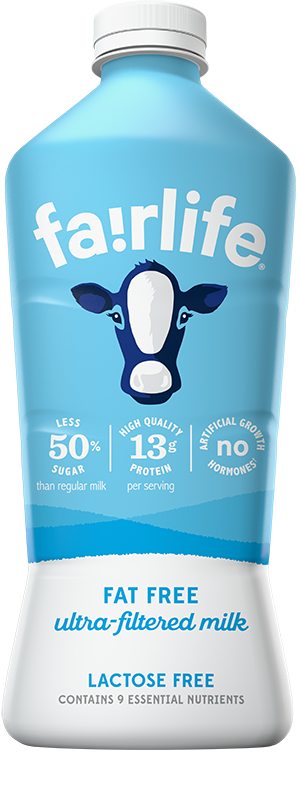 fa!rlife®
LESS
50%
SUGAR
than regular milk
HIGH QUALITY
13g
PROTEIN
per serving
ARTIFICIAL GROWTH
no
HORMONES†
FAT FREE
ultra-filtered milk
LACTOSE FREE
CONTAINS 9 ESSENTIAL NUTRIENTS